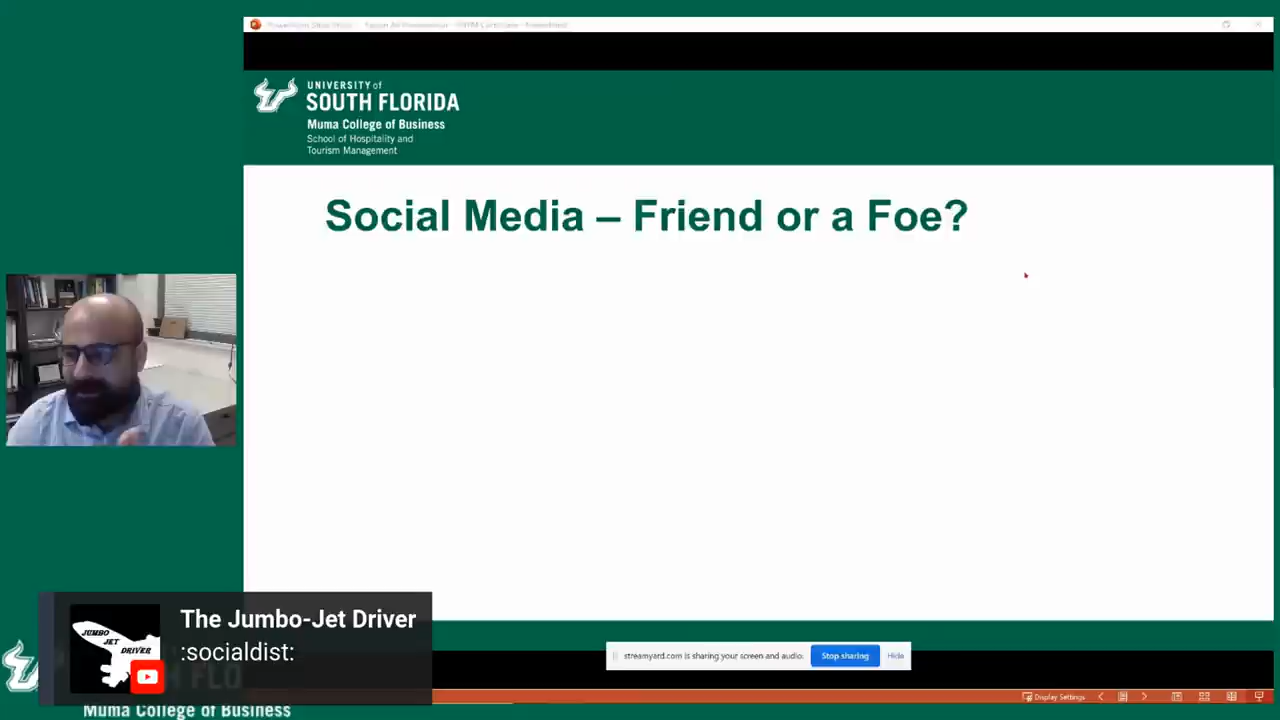 UNIVERSITY of
SOUTH FLORIDA
Muma College of Business
School of Hospitality and
Tourism Management
Social Media – Friend or a Foe?
JUMBO
JET
DRIVER
The Jumbo-Jet Driver
:socialdist:
streamyard.com is sharing your screen and audio.
Stop sharing
Hide
Display Settings
Muma College of Business